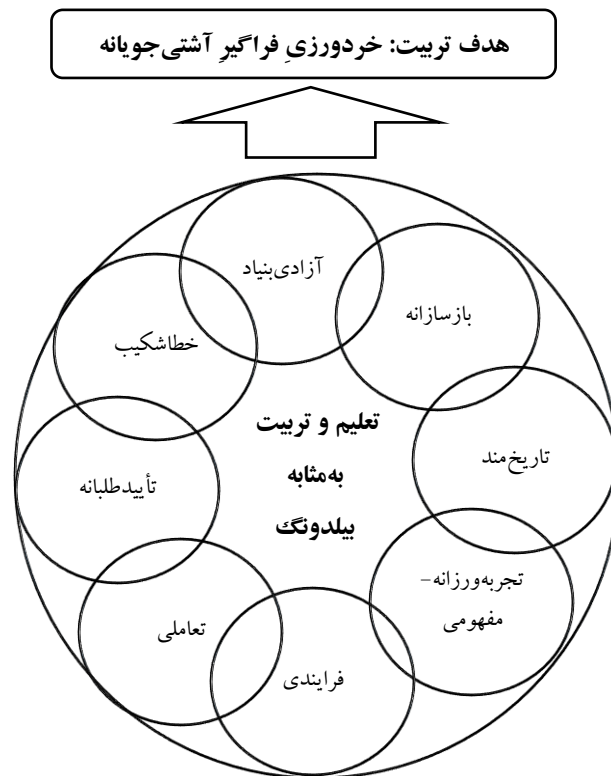 هدف تربیت: خردورزیِ فراگیرِ آشتی‌جویانه
آزادی‌بنیاد
بازسازانه
خطاشکیب
تعلیم و تربیت
به‌مثابه
بیلدونگ
تاریخ‌مند
تأییدطلبانه
تجربه‌ورزانه-
مفهومی
تعاملی
فرایندی